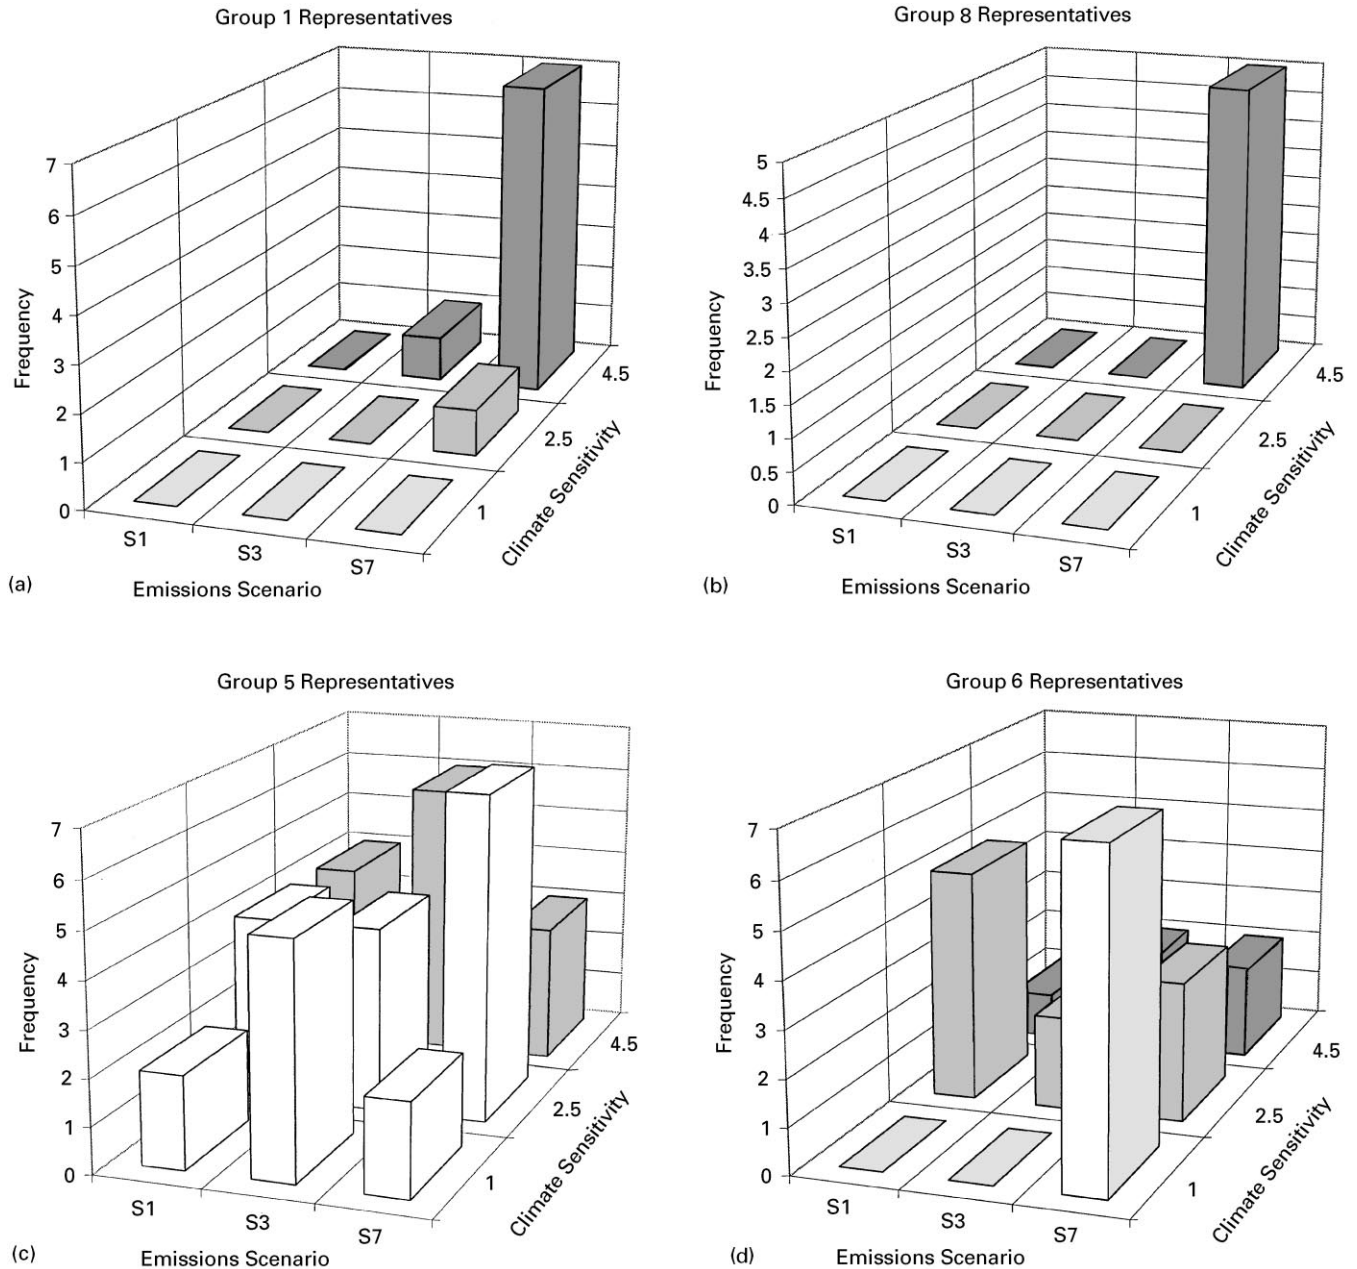 Group 1 Representatives
7
6
5
4
3
2
1
0
Frequency
S1
S3
S7
Emissions Scenario
1
2.5
4.5
Climate Sensitivity
(a)
Group 8 Representatives
5
4.5
4
3.5
3
2.5
2
1.5
1
0.5
0
Frequency
S1
S3
S7
Emissions Scenario
1
2.5
4.5
Climate Sensitivity
(b)
Group 5 Representatives
7
6
5
4
3
2
1
0
Frequency
S1
S3
S7
Emissions Scenario
1
2.5
4.5
Climate Sensitivity
(c)
Group 6 Representatives
7
6
5
4
3
2
1
0
Frequency
S1
S3
S7
Emissions Scenario
1
2.5
4.5
Climate Sensitivity
(d)